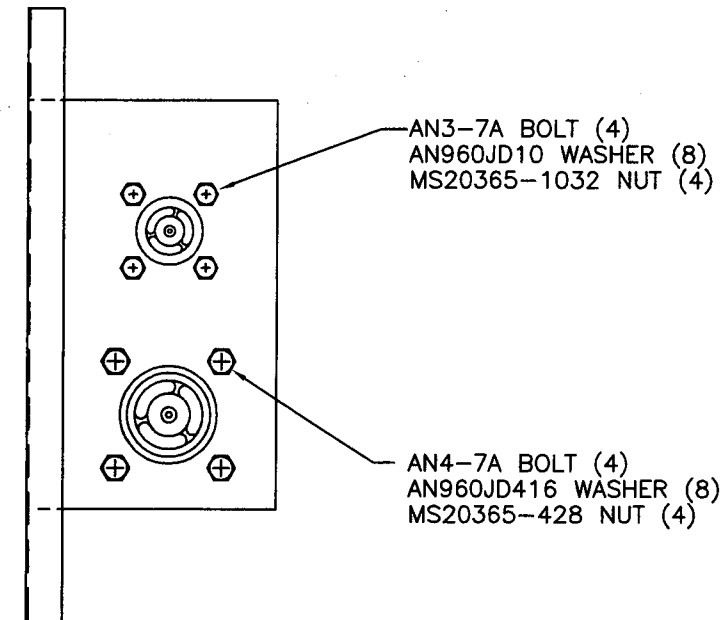 AN3-7A BOLT (4)
AN960JD10 WASHER (8)
MS20365-1032 NUT (4)
AN4-7A BOLT (4)
AN960JD416 WASHER (8)
MS20365-428 NUT (4)